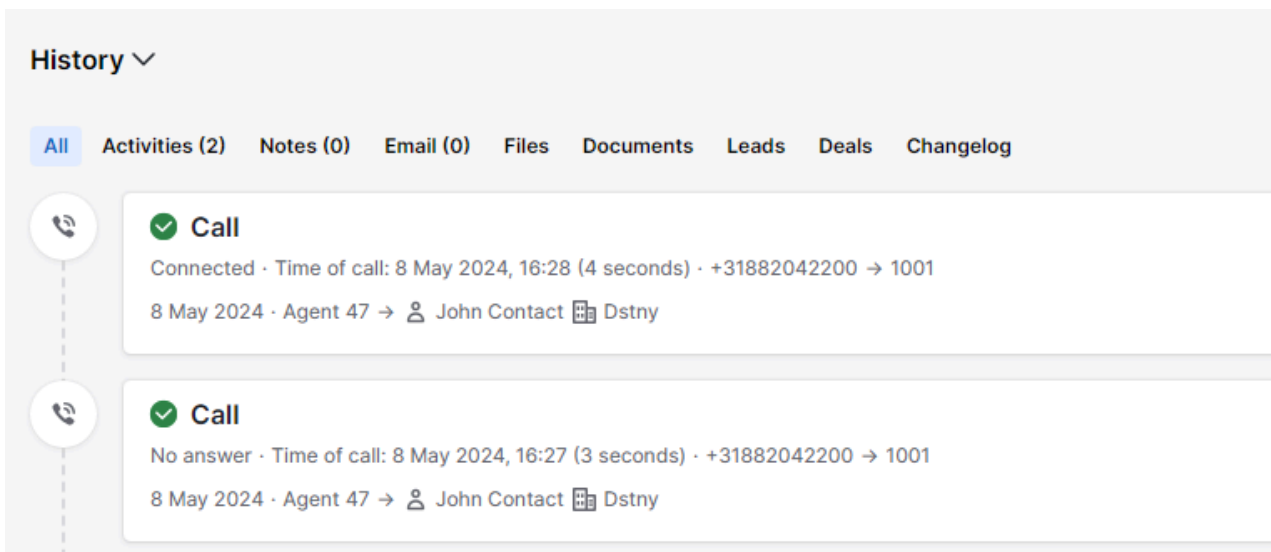 History
All Activities (2) Notes (0) Email (0) Files Documents Leads Deals Changelog
Call
Connected · Time of call: 8 May 2024, 16:28 (4 seconds) · +31882042200 → 1001
8 May 2024 · Agent 47 → John Contact Dstny
Call
No answer · Time of call: 8 May 2024, 16:27 (3 seconds) · +31882042200 → 1001
8 May 2024 · Agent 47 → John Contact Dstny